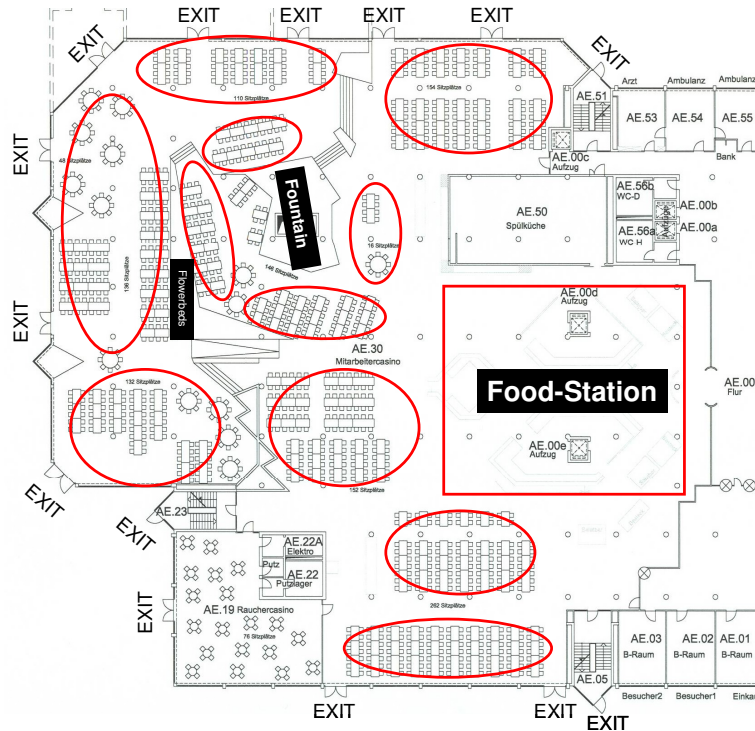 EXIT
EXIT
EXIT
EXIT
EXIT
EXIT
110 Sitzplätze
154 Sitzplätze
Arzt
Ambulanz
Ambulanz
AE.51
AE.53
AE.54
AE.55
Bank
EXIT
48 Sitzplätze
AE.00c
Aufzug
Fountain
AE.50
Spülküche
AE.56b
WC-D
AE.56a
WC H
Aufzüge
AE.00b
AE.00a
16 Sitzplätze
146 Sitzplätze
196 Sitzplätze
Flowerbeds
EXIT
AE.00d
Aufzug
AE.30
Mitarbeitercasino
Food-Station
AE.00
Flur
132 Sitzplätze
AE.00e
Aufzug
152 Sitzplätze
EXIT
EXIT
AE.23
AE.22A
Elektro
Putz
AE.22
Putzlager
AE.19 Rauchercasino
76 Sitzplätze
EXIT
262 Sitzplätze
AE.03
B-Raum
AE.02
B-Raum
AE.01
B-Raum
AE.05
Besucher2
Besucher1
Einka
EXIT
EXIT
EXIT